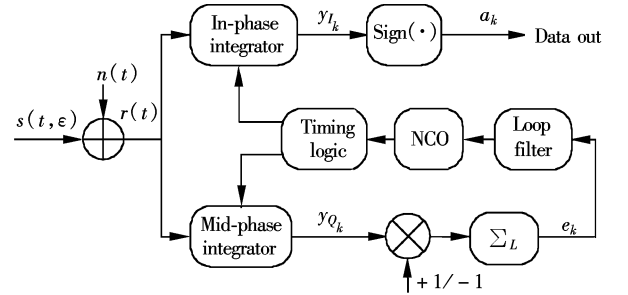 In-phase
integrator
y_{I_k}
Sign(·)
a_k
Data out
n(t)
s(t,ε)
r(t)
Timing
logic
NCO
Loop
filter
Mid-phase
integrator
y_{Q_k}
∑_L
e_k
+1/−1